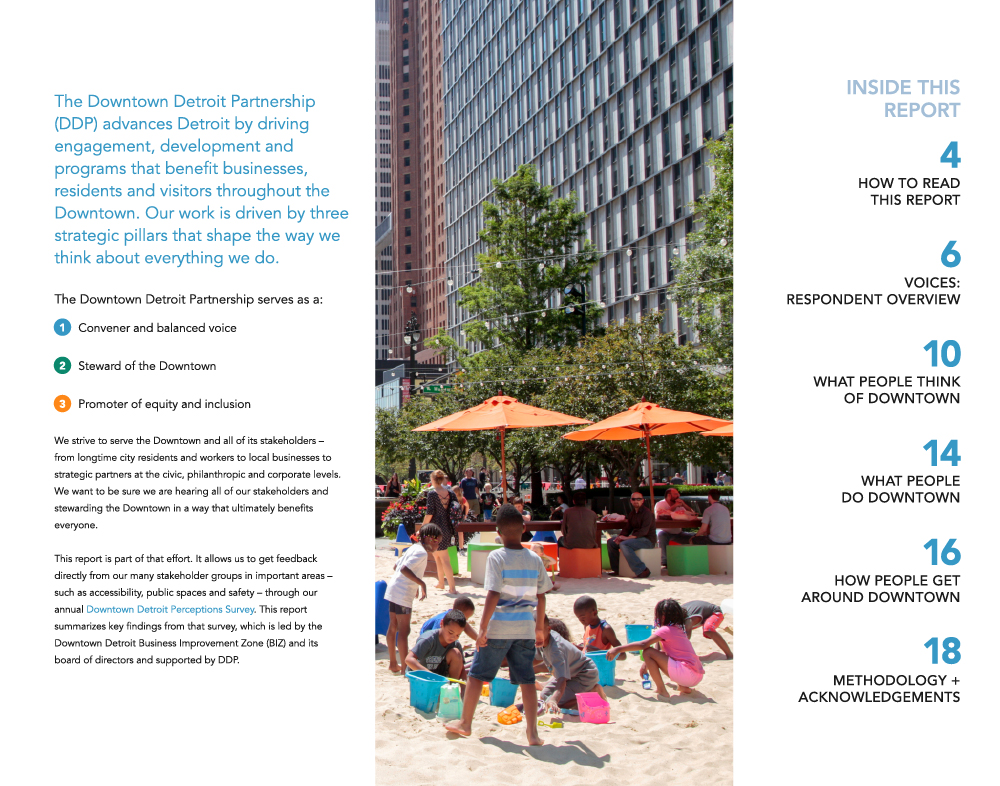 The Downtown Detroit Partnership
(DDP) advances Detroit by driving
engagement, development and
programs that benefit businesses,
residents and visitors throughout the
Downtown. Our work is driven by three
strategic pillars that shape the way we
think about everything we do.
The Downtown Detroit Partnership serves as a:
1 Convener and balanced voice
2 Steward of the Downtown
3 Promoter of equity and inclusion
We strive to serve the Downtown and all of its stakeholders –
from longtime city residents and workers to local businesses to
strategic partners at the civic, philanthropic and corporate levels.
We want to be sure we are hearing all of our stakeholders and
stewarding the Downtown in a way that ultimately benefits
everyone.
This report is part of that effort. It allows us to get feedback
directly from our many stakeholder groups in important areas –
such as accessibility, public spaces and safety – through our
annual Downtown Detroit Perceptions Survey. This report
summarizes key findings from that survey, which is led by the
Downtown Detroit Business Improvement Zone (BIZ) and its
board of directors and supported by DDP.
INSIDE THIS
REPORT
4
HOW TO READ
THIS REPORT
6
VOICES:
RESPONDENT OVERVIEW
10
WHAT PEOPLE THINK
OF DOWNTOWN
14
WHAT PEOPLE
DO DOWNTOWN
16
HOW PEOPLE GET
AROUND DOWNTOWN
18
METHODOLOGY +
ACKNOWLEDGEMENTS